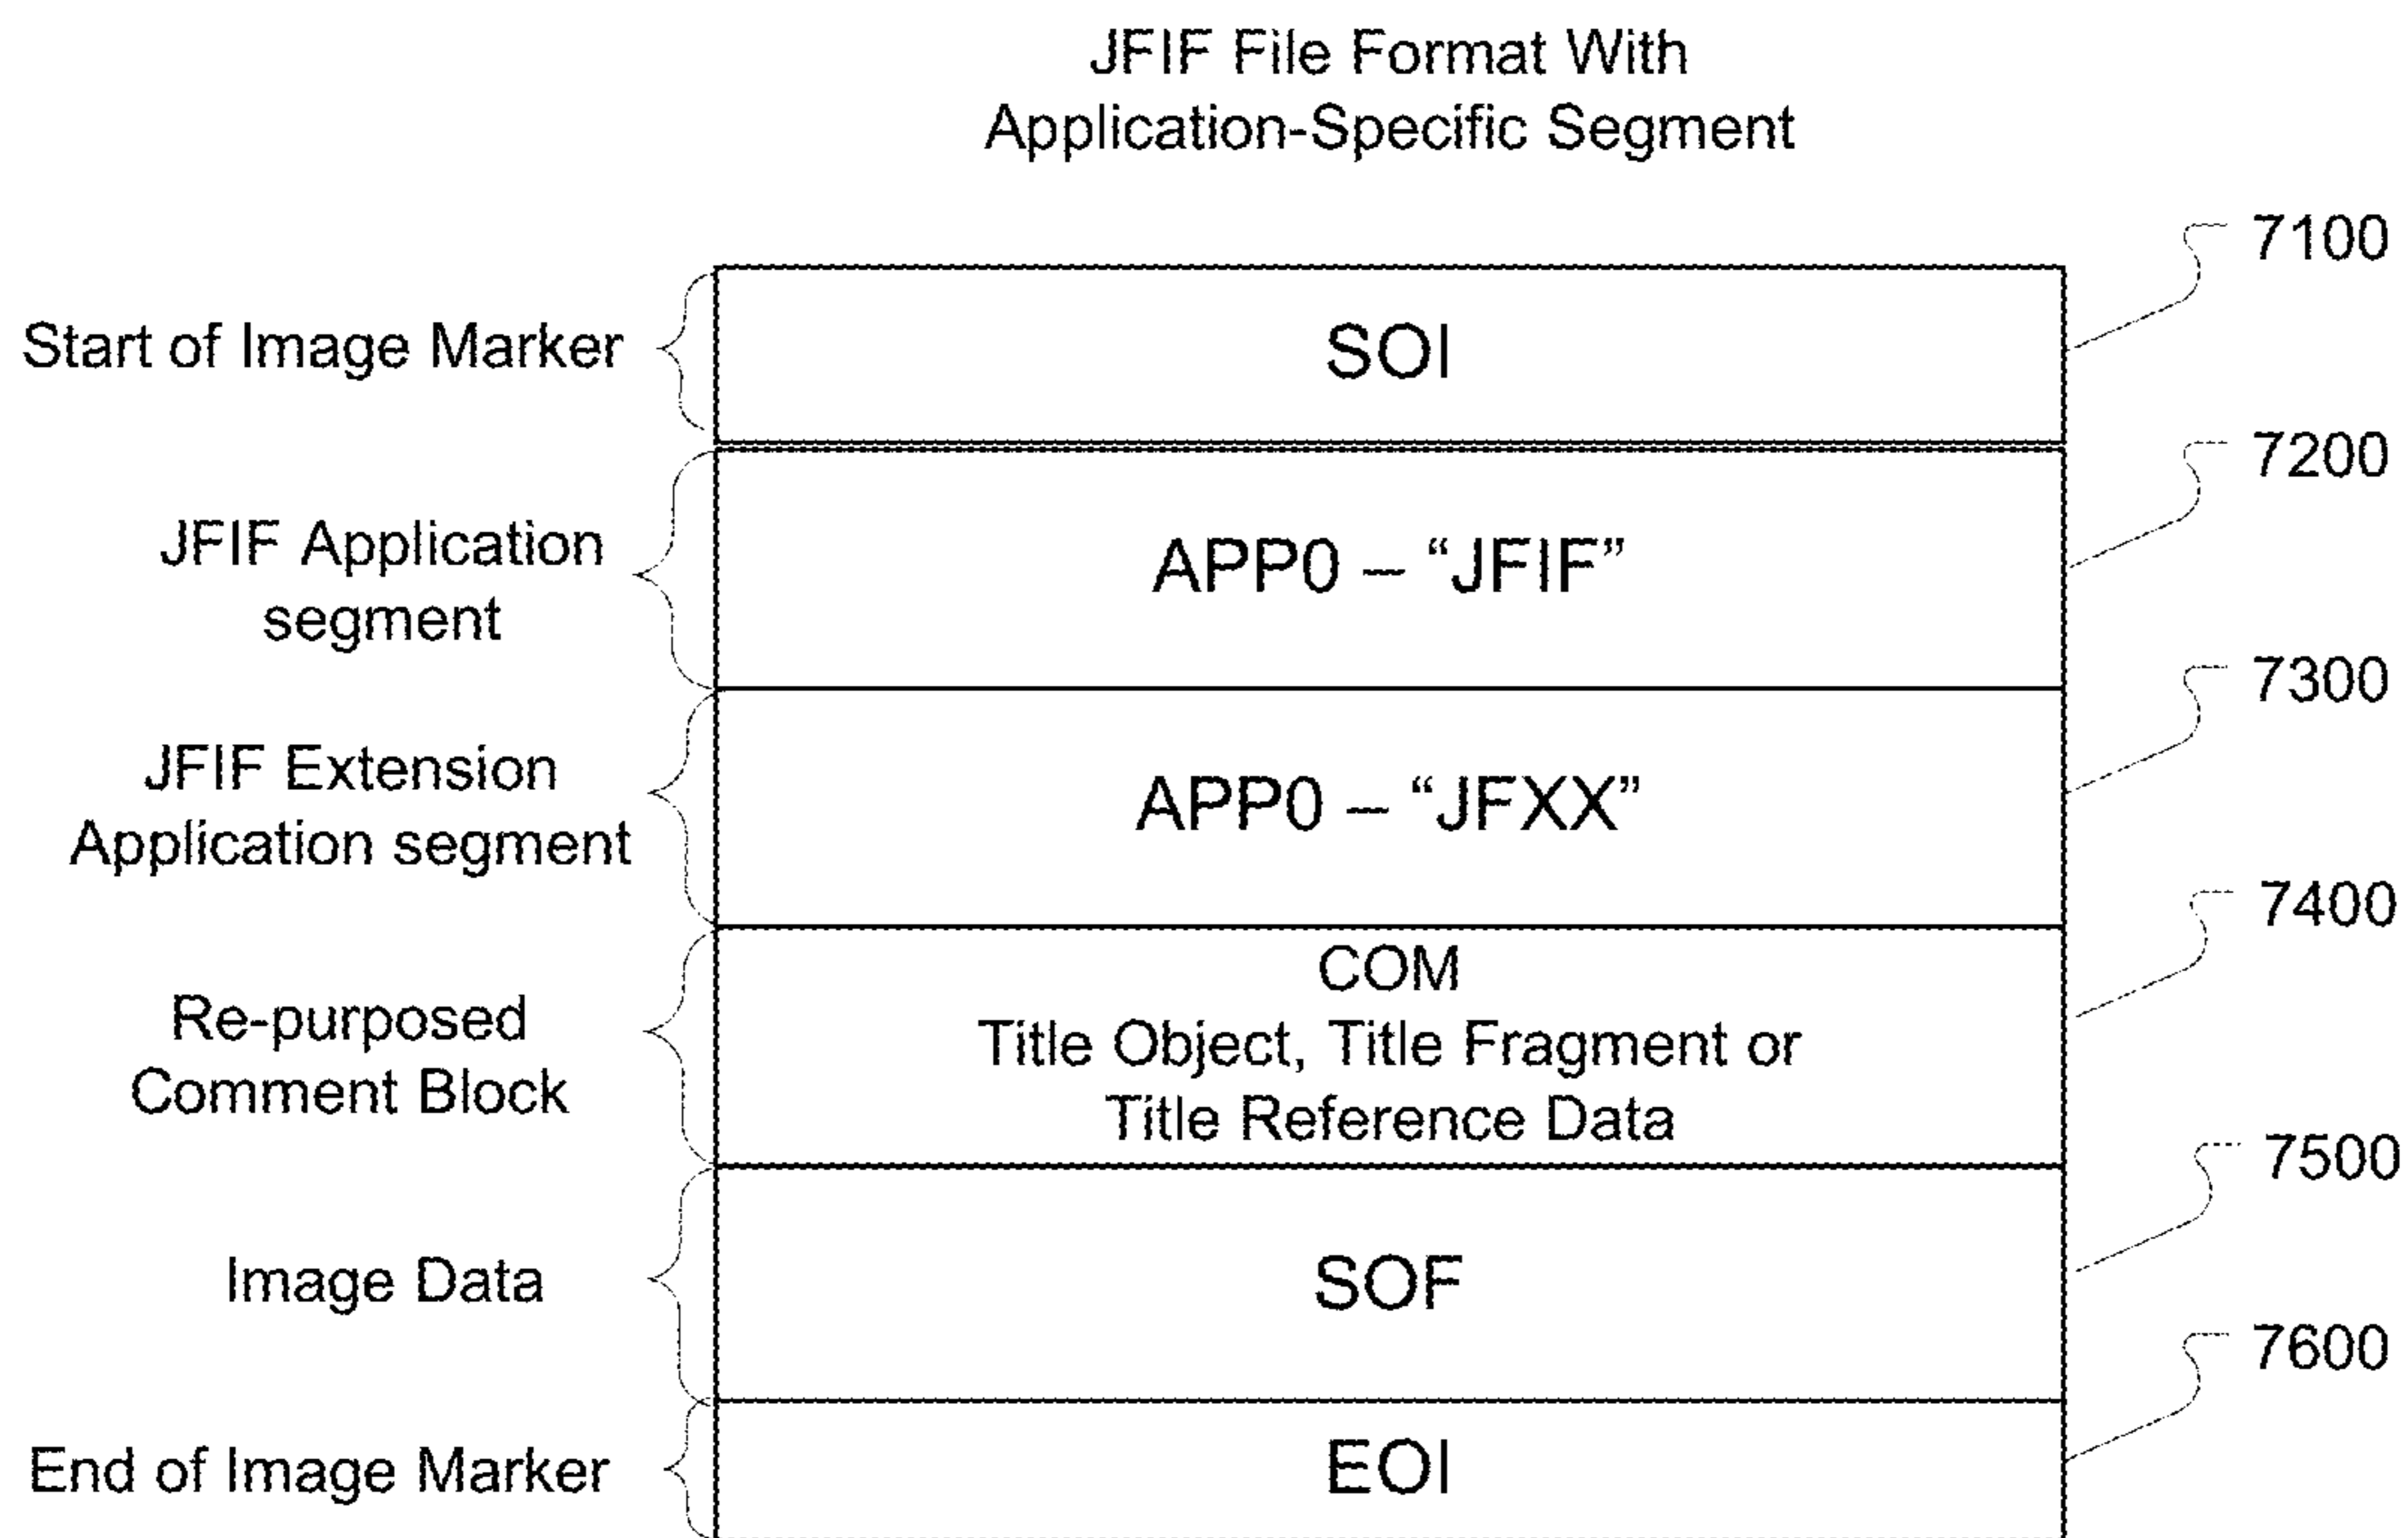 JFIF File Format With
Application-Specific Segment
7100
Start of Image Marker
SOI
7200
JFIF Application
segment
APP0 – “JFIF”
7300
JFIF Extension
Application segment
APP0 – “JFXX”
7400
Re-purposed
Comment Block
COM
Title Object, Title Fragment or
Title Reference Data
7500
Image Data
SOF
7600
End of Image Marker
EOI